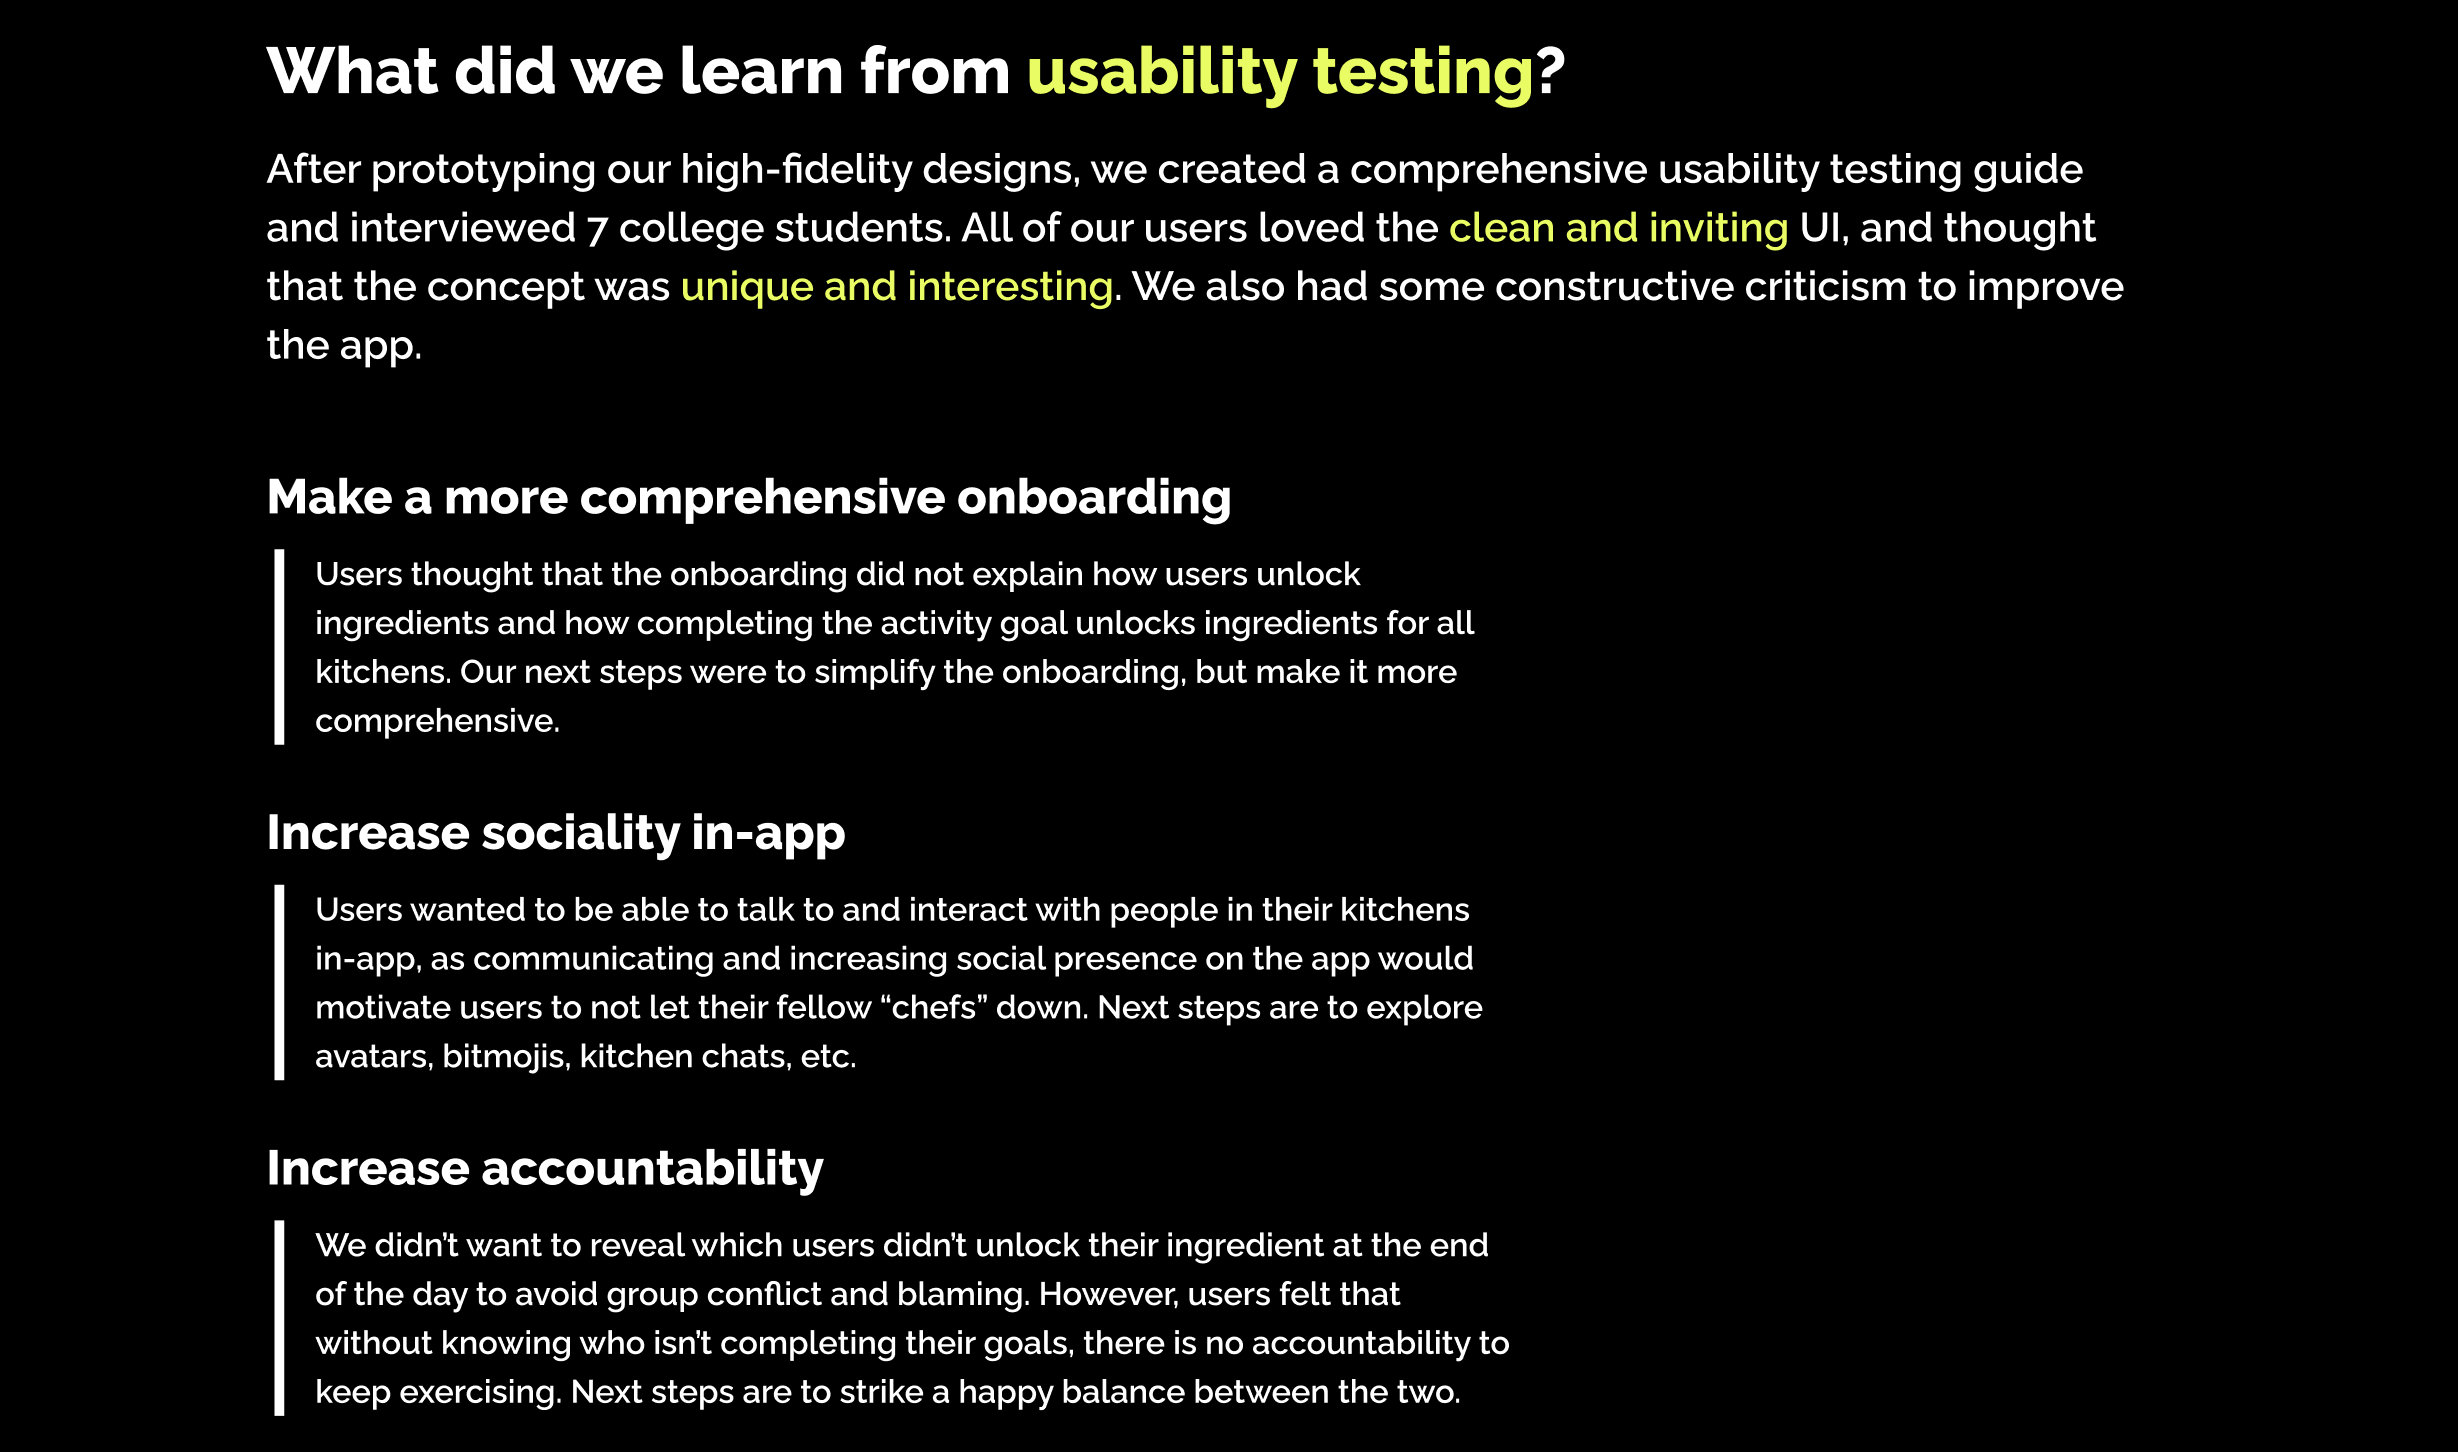 What did we learn from usability testing?
After prototyping our high-fidelity designs, we created a comprehensive usability testing guide
and interviewed 7 college students. All of our users loved the clean and inviting UI, and thought
that the concept was unique and interesting. We also had some constructive criticism to improve
the app.
Make a more comprehensive onboarding
Users thought that the onboarding did not explain how users unlock
ingredients and how completing the activity goal unlocks ingredients for all
kitchens. Our next steps were to simplify the onboarding, but make it more
comprehensive.
Increase sociality in-app
Users wanted to be able to talk to and interact with people in their kitchens
in-app, as communicating and increasing social presence on the app would
motivate users to not let their fellow “chefs” down. Next steps are to explore
avatars, bitmojis, kitchen chats, etc.
Increase accountability
We didn’t want to reveal which users didn’t unlock their ingredient at the end
of the day to avoid group conflict and blaming. However, users felt that
without knowing who isn’t completing their goals, there is no accountability to
keep exercising. Next steps are to strike a happy balance between the two.